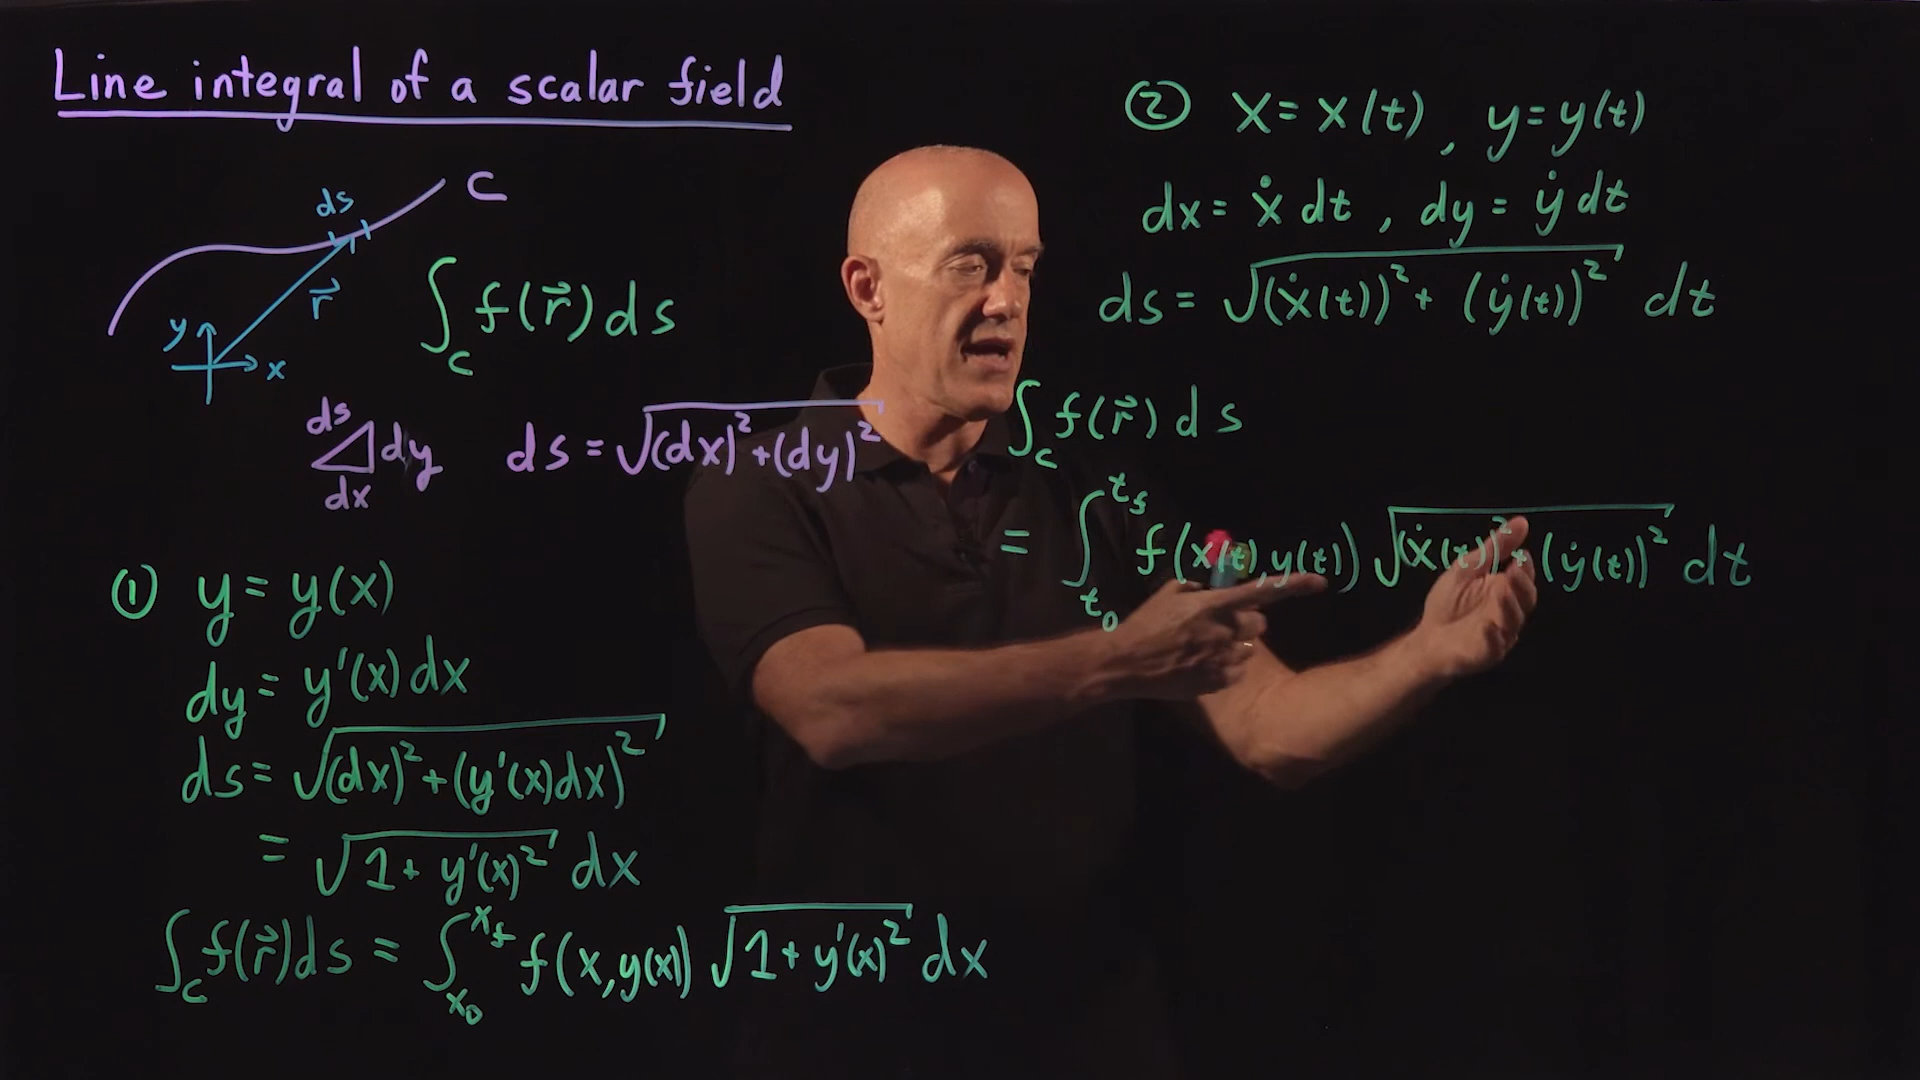 Line integral of a scalar field
C
ds
r⃗
y
x
∫_C f(r⃗) ds
ds
dy
dx
ds = √((dx)² + (dy)²)
① y = y(x)
dy = y'(x) dx
ds = √((dx)² + (y'(x)dx)²)
= √(1 + y'(x)²) dx
∫_C f(r⃗) ds = ∫_{x₀}^{x_f} f(x, y(x)) √(1 + y'(x)²) dx
② x = x(t) , y = y(t)
dx = ẋ dt , dy = ẏ dt
ds = √((ẋ(t))² + (ẏ(t))²) dt
∫_C f(r⃗) ds
= ∫_{t₀}^{t_f} f(x(t), y(t)) √((ẋ(t))² + (ẏ(t))²) dt